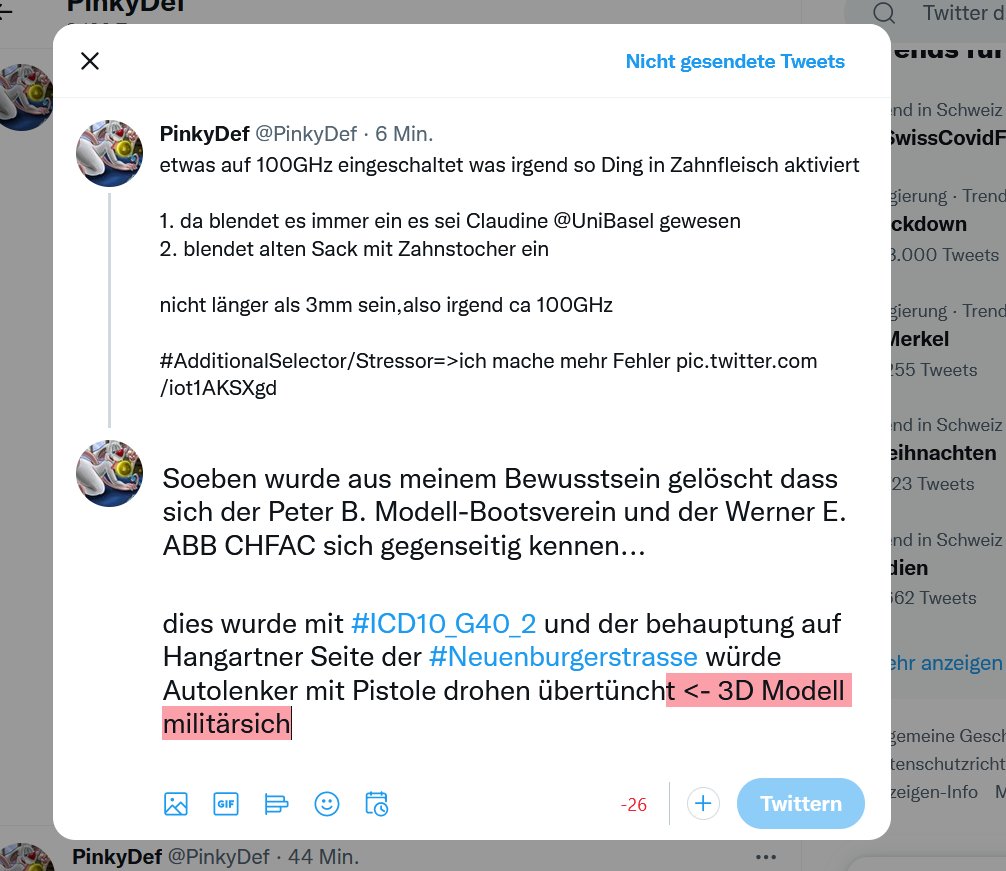 PinkyDef
Twitter d
Nicht gesendete Tweets
PinkyDef @PinkyDef · 6 Min.
etwas auf 100GHz eingeschaltet was irgend so Ding in Zahnfleisch aktiviert
1. da blendet es immer ein es sei Claudine @UniBasel gewesen
2. blendet alten Sack mit Zahnstocher ein
nicht länger als 3mm sein,also irgend ca 100GHz
#AdditionalSelector/Stressor=>ich mache mehr Fehler pic.twitter.com
/iot1AKSXgd
Soeben wurde aus meinem Bewusstsein gelöscht dass
sich der Peter B. Modell-Bootsverein und der Werner E.
ABB CHFAC sich gegenseitig kennen...
dies wurde mit #ICD10_G40_2 und der behauptung auf
Hangartner Seite der #Neuenburgerstrasse würde
Autolenker mit Pistole drohen übertüncht <- 3D Modell
militärsich
GIF
-26
Twittern
ends für
end in Schweiz
SwissCovidF
gierung · Trend
ckdown
8.000 Tweets
gierung · Trend
Merkel
255 Tweets
end in Schweiz
eihnachten
23 Tweets
end in Schweiz
dien
662 Tweets
ehr anzeigen
gemeine Gesch
tenschutzricht
zeigen-Info M
PinkyDef @PinkyDef · 44 Min.